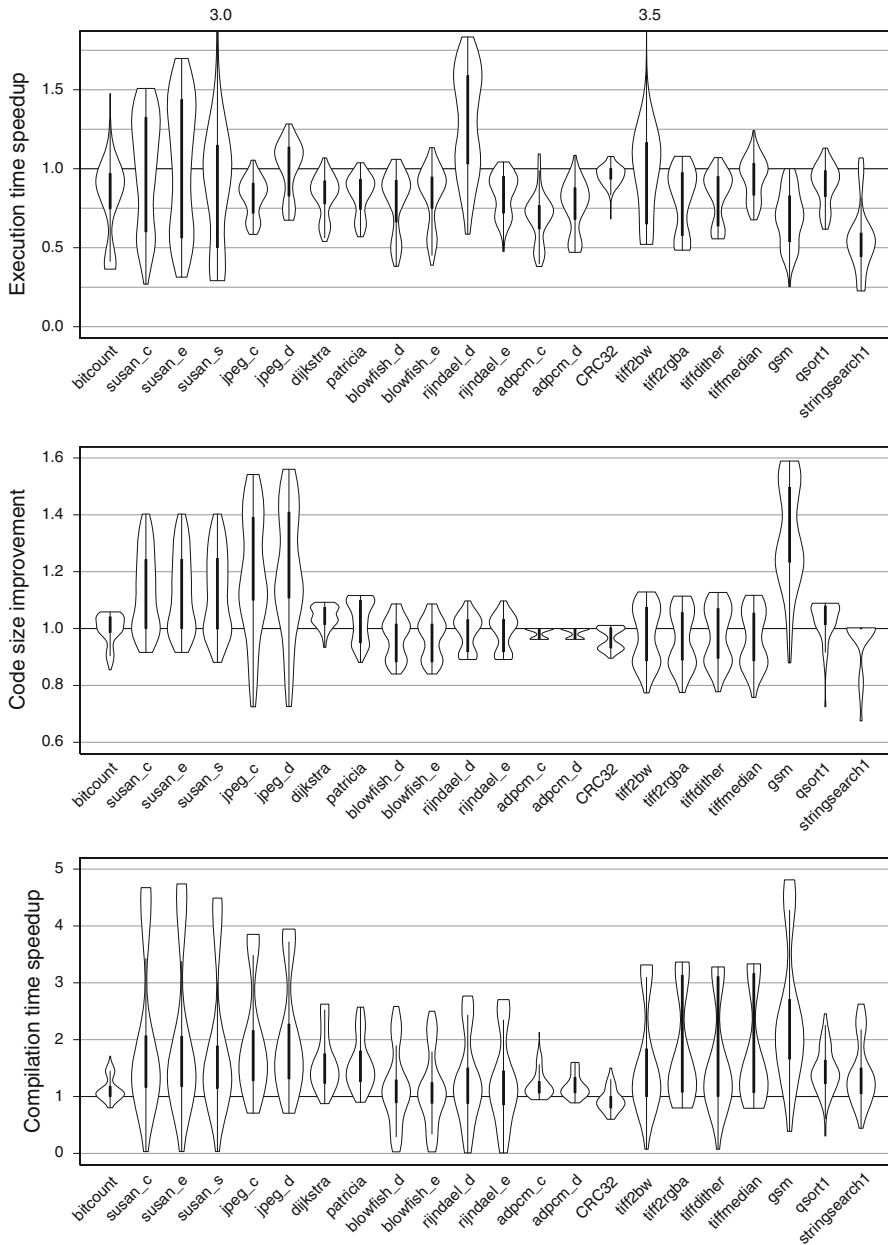 3.0 3.5
Execution time speedup
1.5
1.0
0.5
0.0
bitcount susan_c susan_e susan_s jpeg_c jpeg_d dijkstra patricia blowfish_d blowfish_e rijndael_d rijndael_e adpcm_c adpcm_d CRC32 tiff2bw tiff2rgba tiffdither tiffmedian gsm qsort1 stringsearch1
Code size improvement
1.6
1.4
1.2
1.0
0.8
0.6
bitcount susan_c susan_e susan_s jpeg_c jpeg_d dijkstra patricia blowfish_d blowfish_e rijndael_d rijndael_e adpcm_c adpcm_d CRC32 tiff2bw tiff2rgba tiffdither tiffmedian gsm qsort1 stringsearch1
Compilation time speedup
5
4
3
2
1
0
bitcount susan_c susan_e susan_s jpeg_c jpeg_d dijkstra patricia blowfish_d blowfish_e rijndael_d rijndael_e adpcm_c adpcm_d CRC32 tiff2bw tiff2rgba tiffdither tiffmedian gsm qsort1 stringsearch1